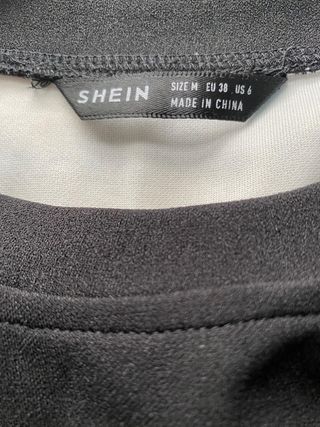 SHEIN
SIZE M EU 38 US 6
MADE IN CHINA